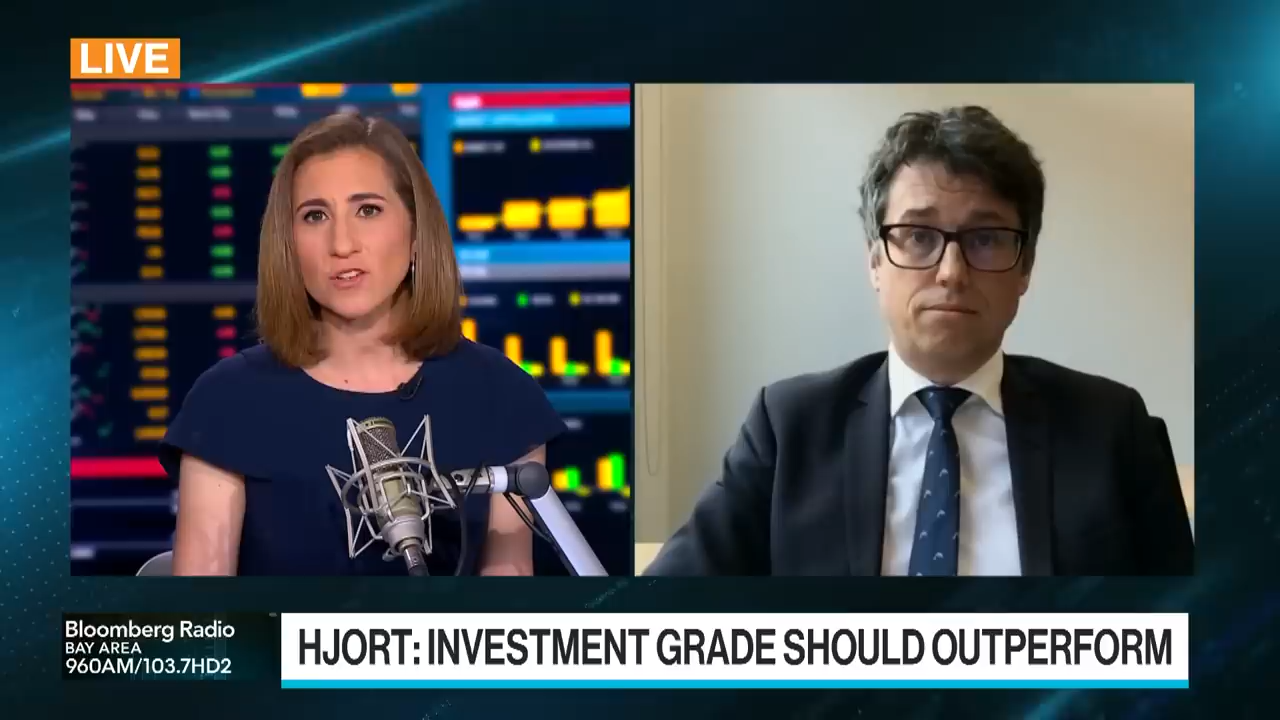 LIVE
Bloomberg Radio
BAY AREA
960AM/103.7HD2
HJORT: INVESTMENT GRADE SHOULD OUTPERFORM